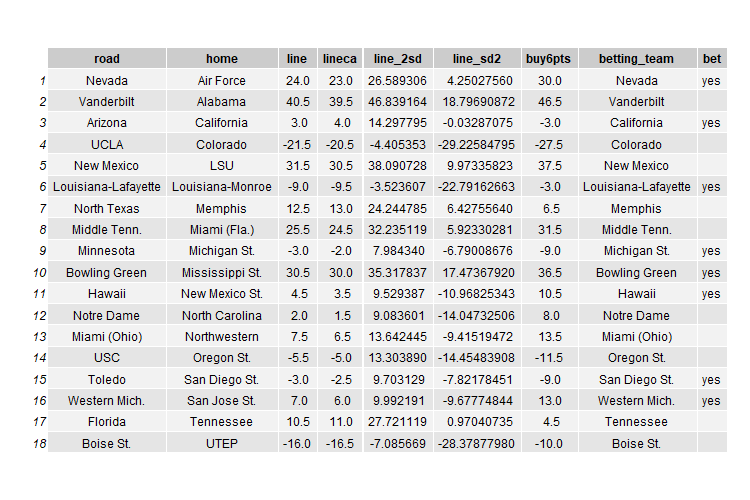 road home line lineca line_2sd line_sd2 buy6pts betting_team bet
1 Nevada Air Force 24.0 23.0 26.589306 4.25027560 30.0 Nevada yes
2 Vanderbilt Alabama 40.5 39.5 46.839164 18.79690872 46.5 Vanderbilt
3 Arizona California 3.0 4.0 14.297795 -0.03287075 -3.0 California yes
4 UCLA Colorado -21.5 -20.5 -4.405353 -29.22584795 -27.5 Colorado
5 New Mexico LSU 31.5 30.5 38.090728 9.97335823 37.5 New Mexico
6 Louisiana-Lafayette Louisiana-Monroe -9.0 -9.5 -3.523607 -22.79162663 -3.0 Louisiana-Lafayette yes
7 North Texas Memphis 12.5 13.0 24.244785 6.42755640 6.5 Memphis
8 Middle Tenn. Miami (Fla.) 25.5 24.5 32.235119 5.92330281 31.5 Middle Tenn.
9 Minnesota Michigan St. -3.0 -2.0 7.984340 -6.79008676 -9.0 Michigan St. yes
10 Bowling Green Mississippi St. 30.5 30.0 35.317837 17.47367920 36.5 Bowling Green yes
11 Hawaii New Mexico St. 4.5 3.5 9.529387 -10.96825343 10.5 Hawaii yes
12 Notre Dame North Carolina 2.0 1.5 9.083601 -14.04732506 8.0 Notre Dame
13 Miami (Ohio) Northwestern 7.5 6.5 13.642445 -9.41519472 13.5 Miami (Ohio)
14 USC Oregon St. -5.5 -5.0 13.303890 -14.45483908 -11.5 Oregon St.
15 Toledo San Diego St. -3.0 -2.5 9.703129 -7.82178451 -9.0 San Diego St. yes
16 Western Mich. San Jose St. 7.0 6.0 9.992191 -9.67774844 13.0 Western Mich. yes
17 Florida Tennessee 10.5 11.0 27.721119 0.97040735 4.5 Tennessee
18 Boise St. UTEP -16.0 -16.5 -7.085669 -28.37877980 -10.0 Boise St.